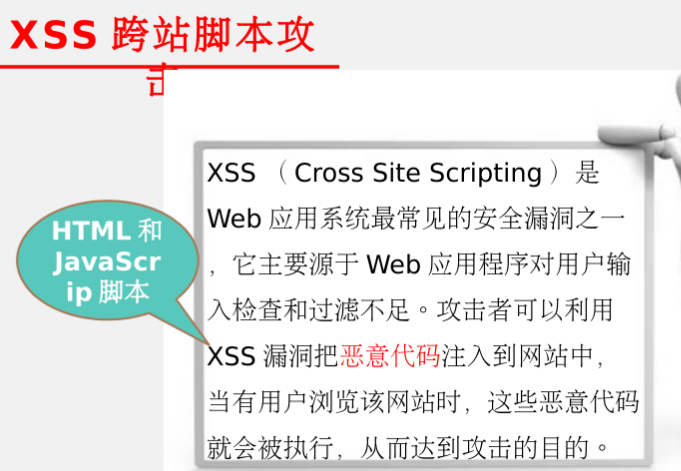 XSS 跨站脚本攻
击
HTML 和
JavaScr
ip 脚本
XSS （ Cross Site Scripting ） 是
Web 应用系统最常见的安全漏洞之一
，它主要源于 Web 应用程序对用户输
入检查和过滤不足。攻击者可以利用
XSS 漏洞把恶意代码注入到网站中，
当有用户浏览该网站时，这些恶意代码
就会被执行，从而达到攻击的目的。